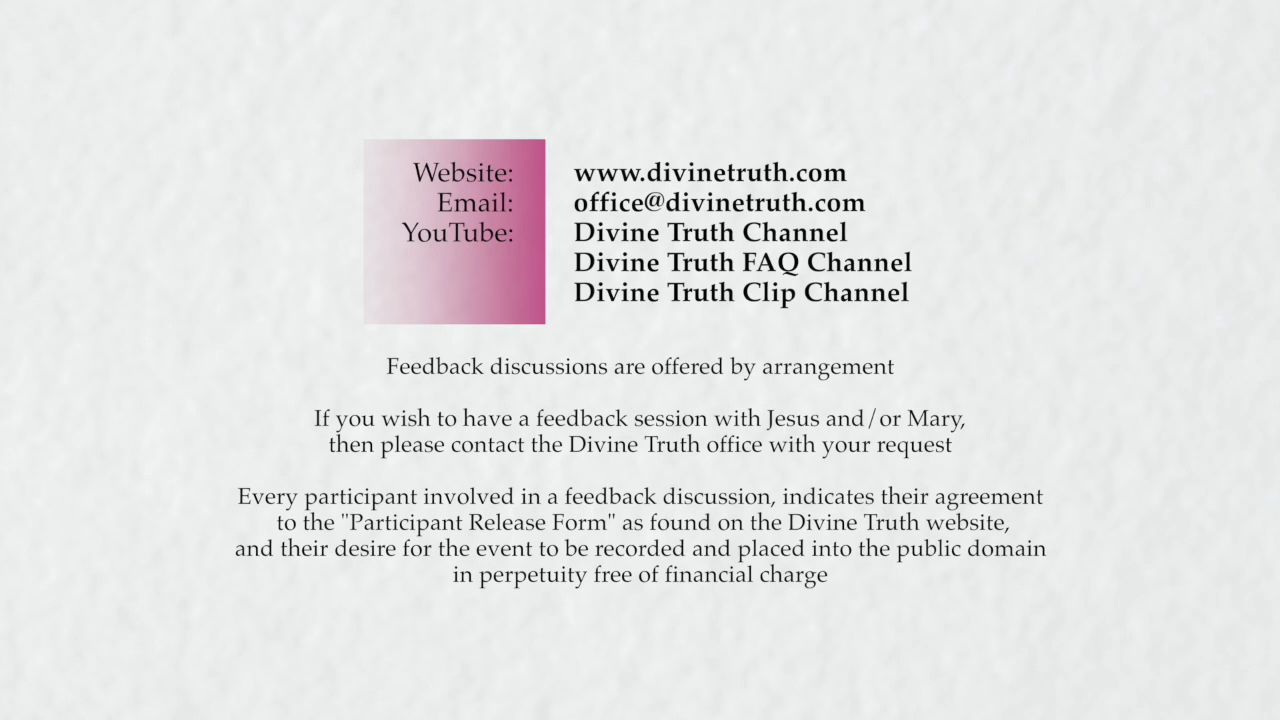 Website: www.divinetruth.com
Email: office@divinetruth.com
YouTube: Divine Truth Channel
Divine Truth FAQ Channel
Divine Truth Clip Channel
Feedback discussions are offered by arrangement
If you wish to have a feedback session with Jesus and/or Mary,
then please contact the Divine Truth office with your request
Every participant involved in a feedback discussion, indicates their agreement
to the "Participant Release Form" as found on the Divine Truth website,
and their desire for the event to be recorded and placed into the public domain
in perpetuity free of financial charge